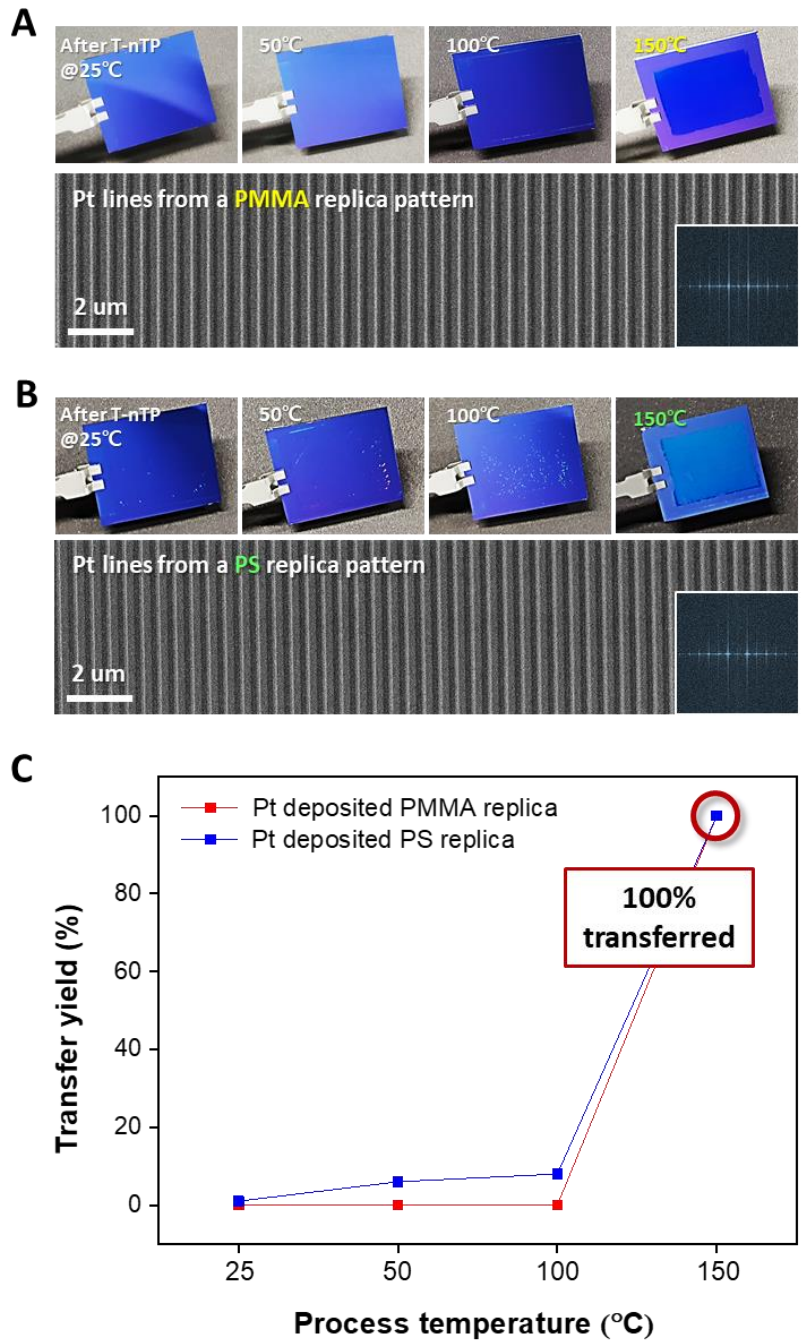 A
After T-nTP
@25℃
50℃
100℃
150℃
Pt lines from a PMMA replica pattern
2 um
B
After T-nTP
@25℃
50℃
100℃
150℃
Pt lines from a PS replica pattern
2 um
C
Pt deposited PMMA replica
Pt deposited PS replica
100%
transferred
100
80
60
40
20
0
Transfer yield (%)
25
50
100
150
Process temperature (℃)